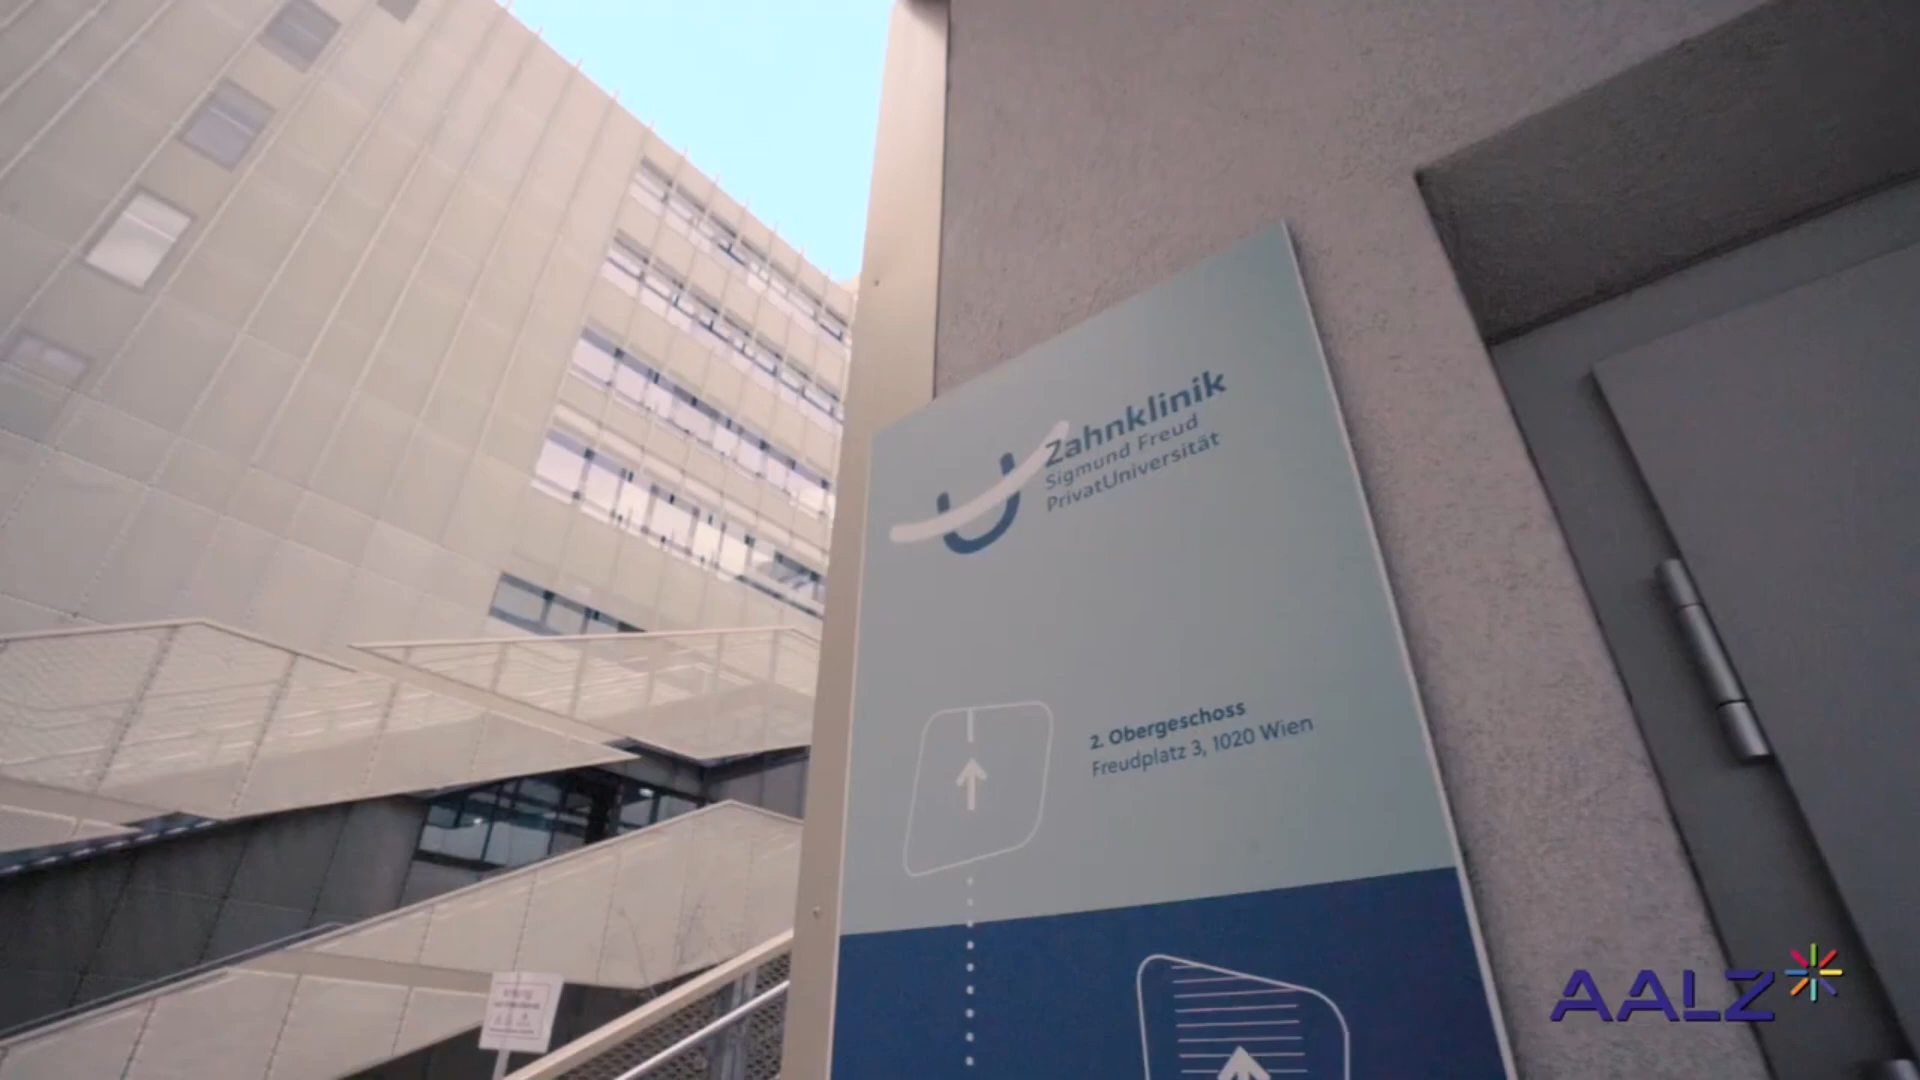 Zahnklinik
Sigmund Freud
PrivatUniversität
2. Obergeschoss
Freudplatz 3, 1020 Wien
AALZ